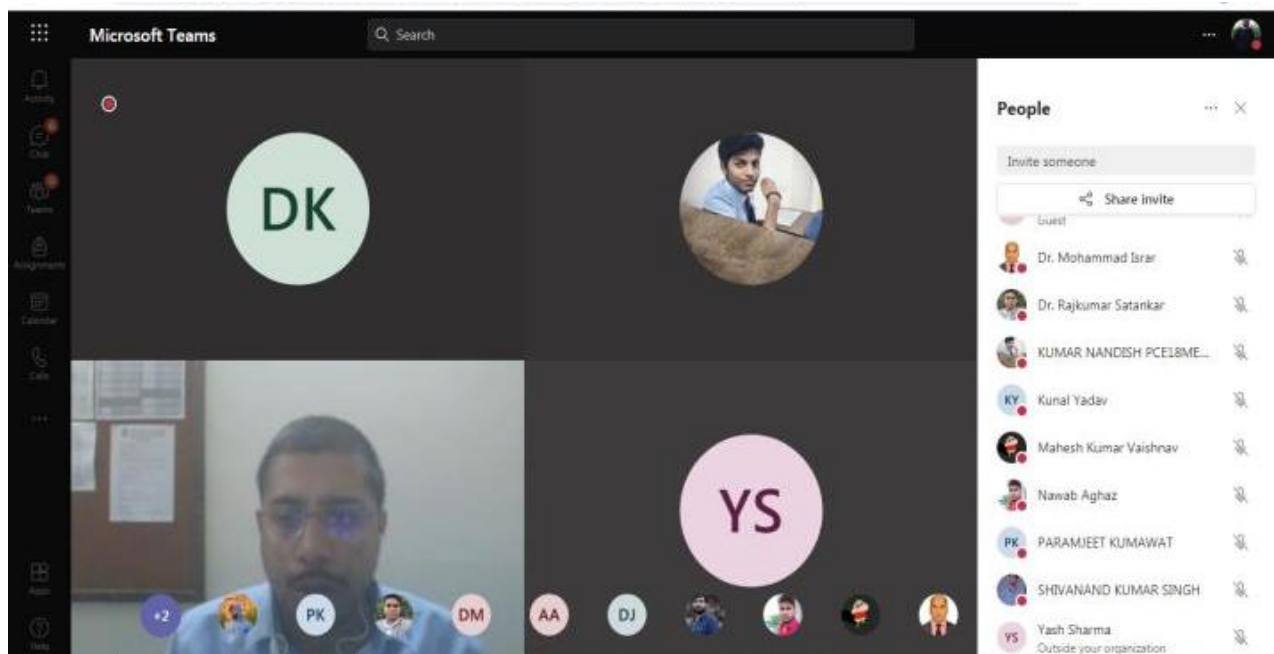 Microsoft Teams
Search
Activity
Chat
Teams
Assignments
Calendar
Calls
Apps
Help
DK
YS
+2
PK
DM
AA
DJ
People
Invite someone
Share invite
Guest
Dr. Mohammad Israr
Dr. Rajkumar Satankar
KUMAR NANDISH PCE18ME...
KY
Kunal Yadav
Mahesh Kumar Vaishnav
Nawab Aghaz
PK
PARAMJEET KUMAWAT
SHIVANAND KUMAR SINGH
YS
Yash Sharma
Outside your organization